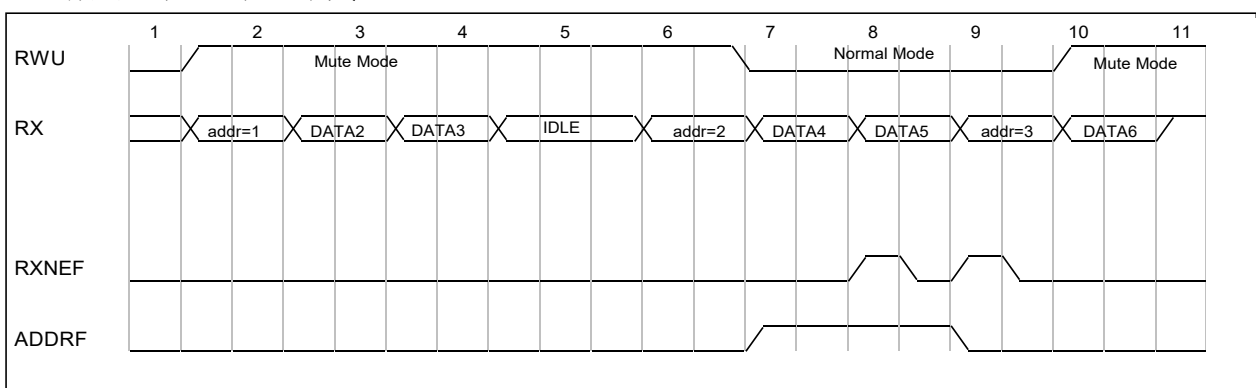 1 2 3 4 5 6 7 8 9 10 11
RWU Mute Mode Normal Mode Mute Mode
RX addr=1 DATA2 DATA3 IDLE addr=2 DATA4 DATA5 addr=3 DATA6
RXNEF
ADDRF